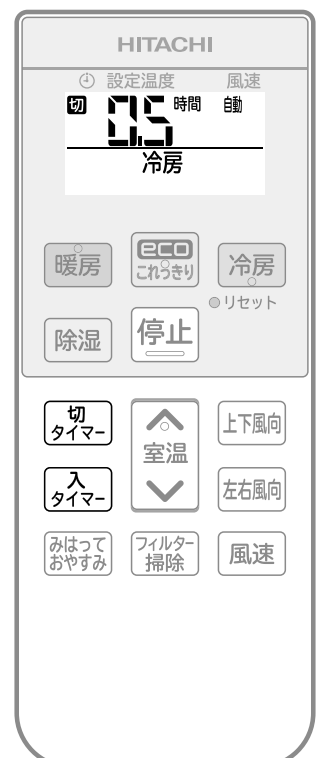 HITACHI
設定温度 風速
切 0.5 時間 自動
冷房
暖房 eco これっきり 冷房
リセット
除湿 停止
切タイマー 上下風向
室温
入タイマー 左右風向
みはっておやすみ フィルター掃除 風速